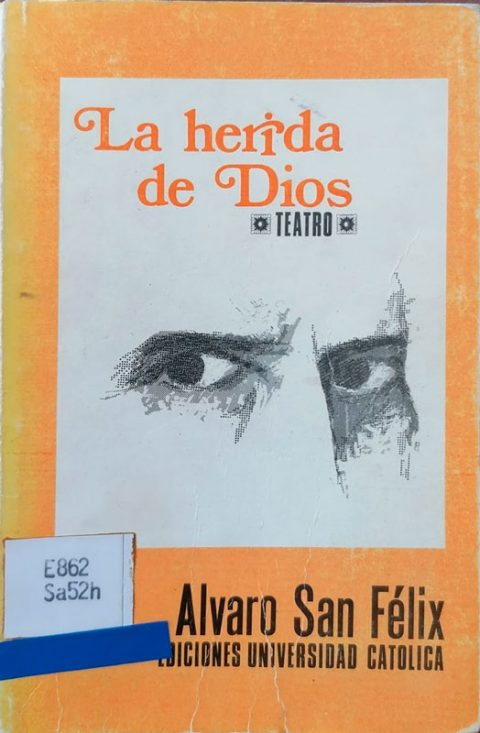 La herida
de Dios
TEATRO
E862
Sa52h
Alvaro San Félix
EDICIONES UNIVERSIDAD CATOLICA